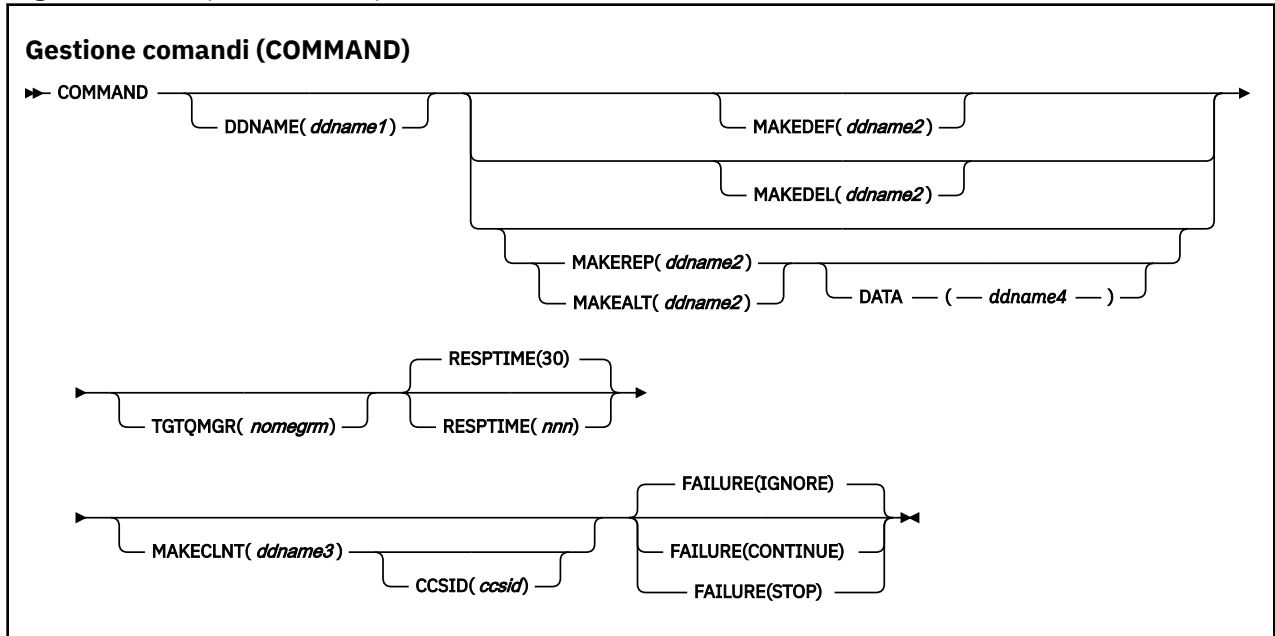 Gestione comandi (COMMAND)
COMMAND
DDNAME( ddname1 )
MAKEDEF( ddname2 )
MAKEDEL( ddname2 )
MAKEREP( ddname2 )
MAKEALT( ddname2 )
DATA ( ddname4 )
RESPTIME(30)
TGTQMGR( nomegrm )
RESPTIME( nnn )
FAILURE(IGNORE)
MAKECLNT( ddname3 )
FAILURE(CONTINUE)
CCSID( ccsid )
FAILURE(STOP)